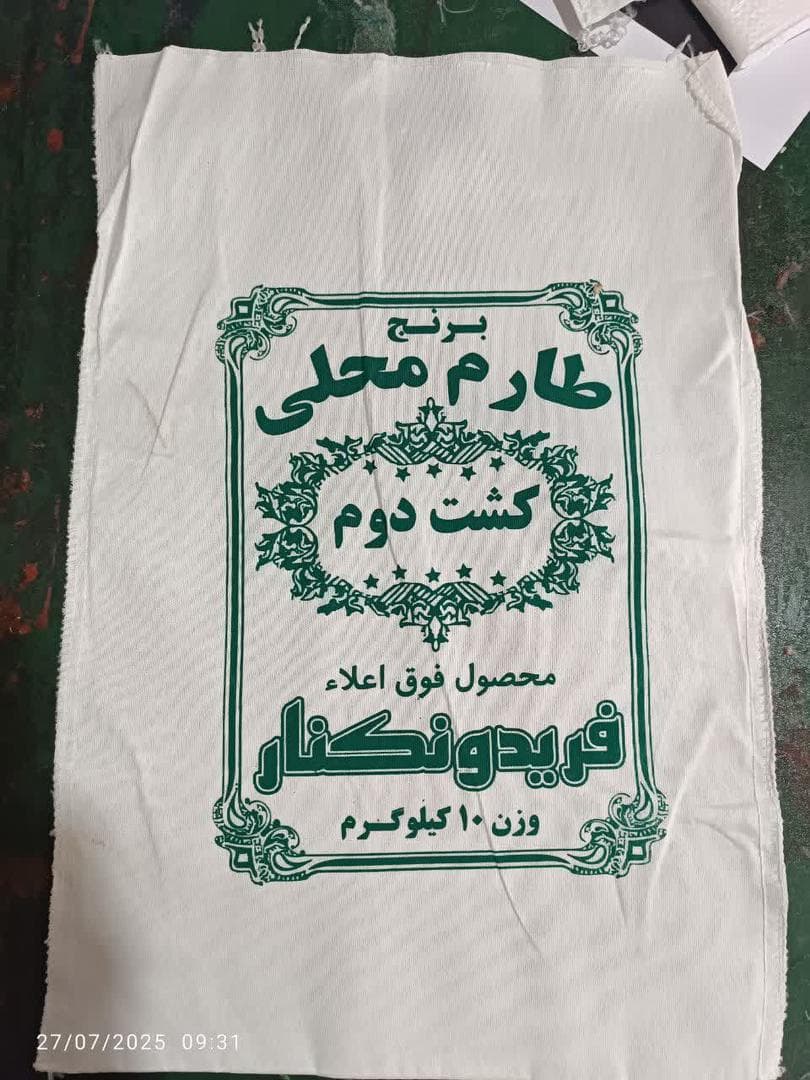 برنج
طارم محلی
کشت دوم
محصول فوق اعلاء
فریدونکنار
وزن ۱۰ کیلوگرم
27/07/2025 09:31